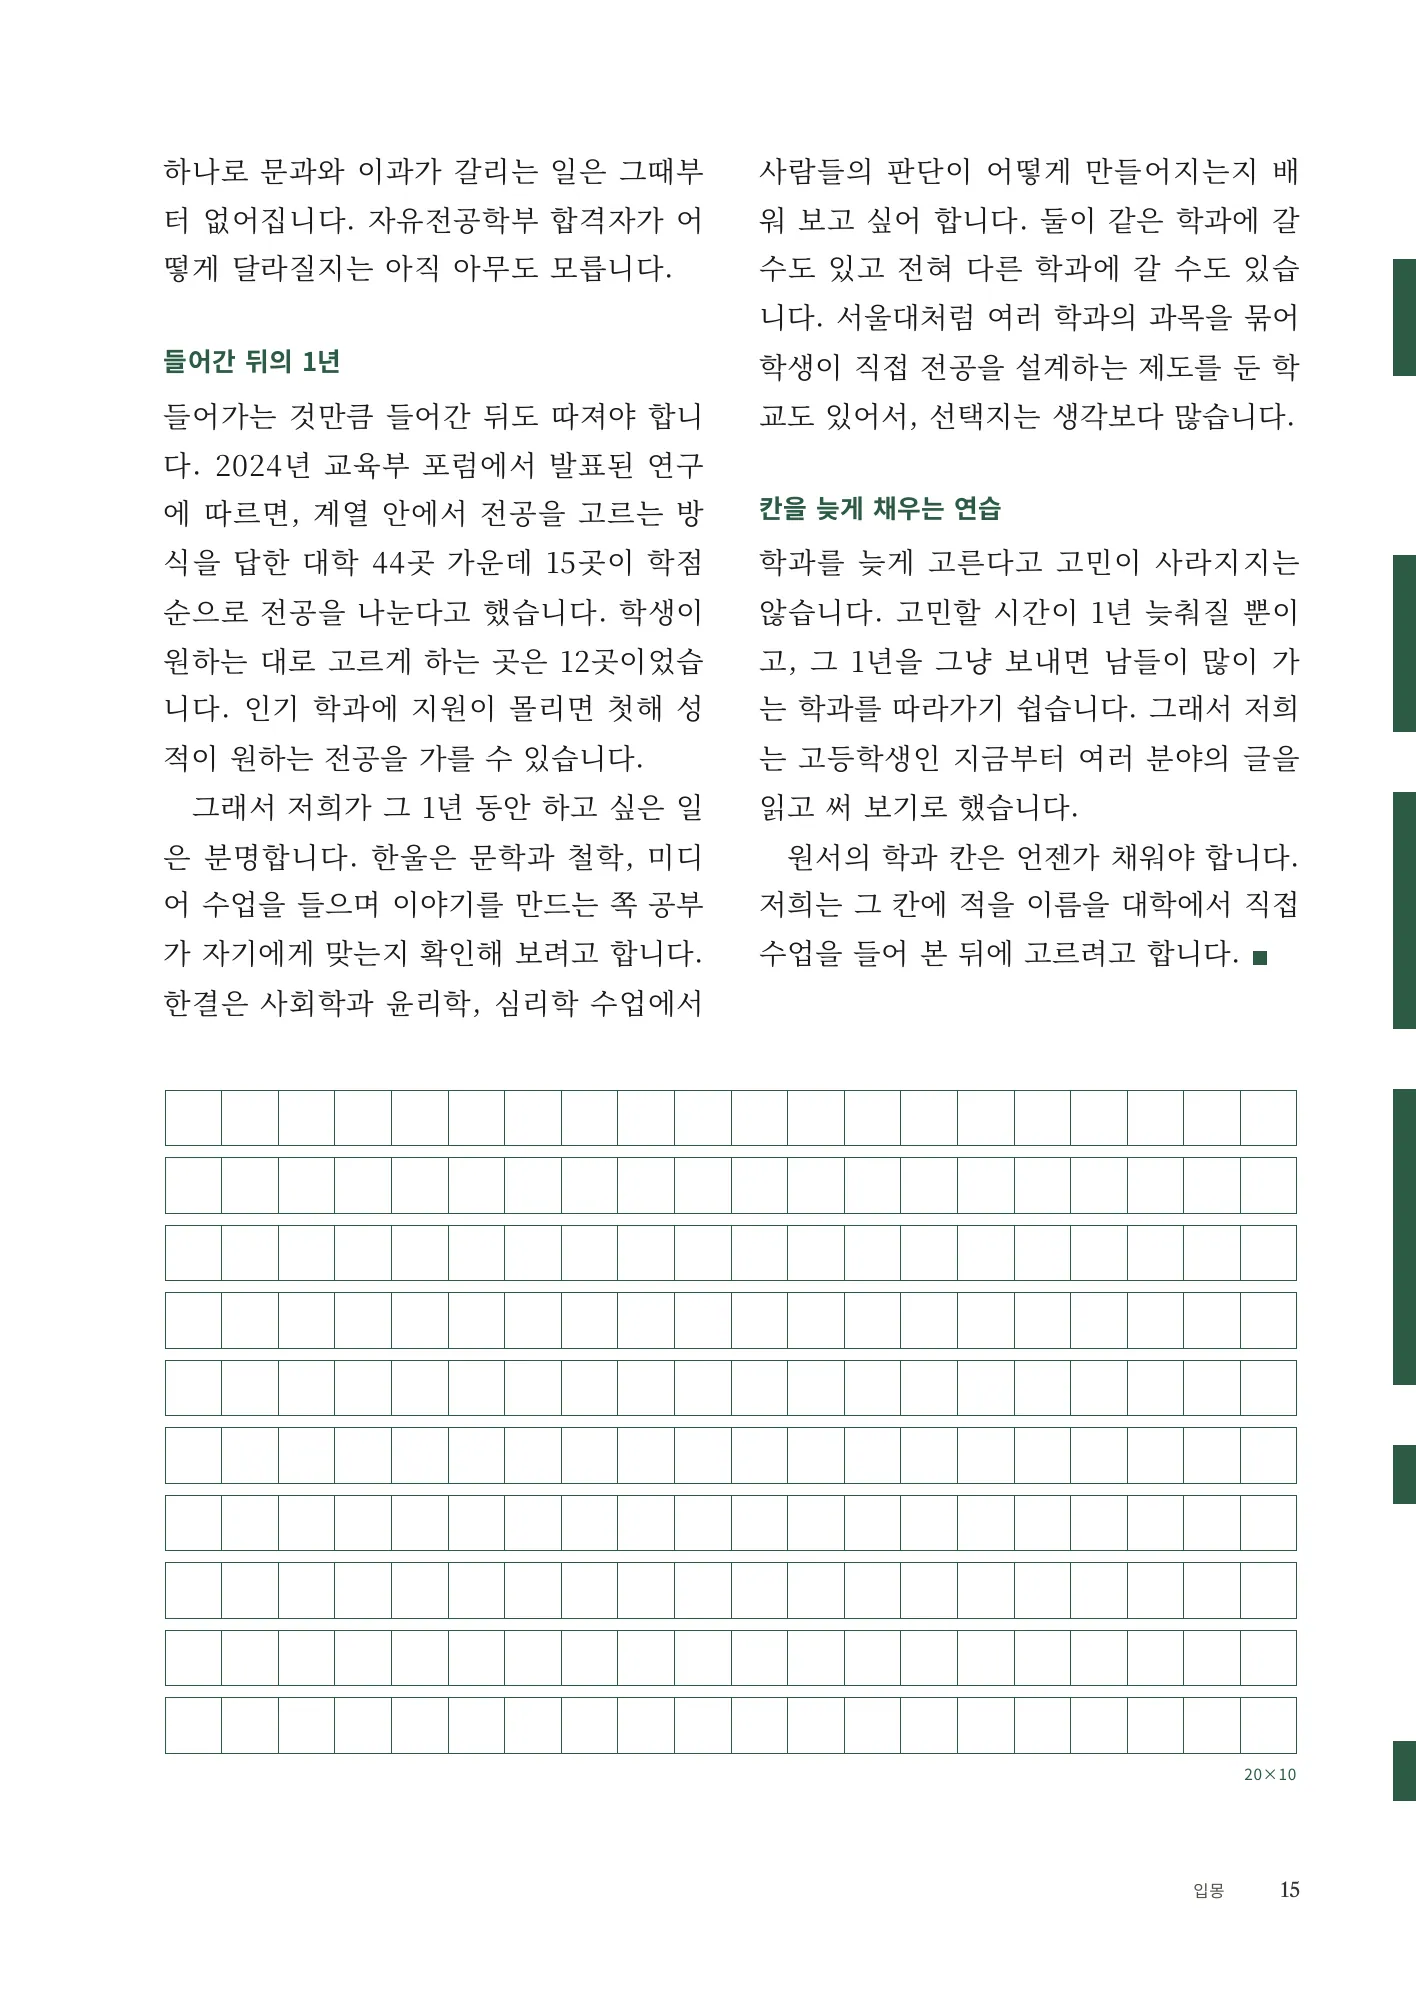 하나로 문과와 이과가 갈리는 일은 그때부
터 없어집니다. 자유전공학부 합격자가 어
떻게 달라질지는 아직 아무도 모릅니다.
들어간 뒤의 1년
들어가는 것만큼 들어간 뒤도 따져야 합니
다. 2024년 교육부 포럼에서 발표된 연구
에 따르면, 계열 안에서 전공을 고르는 방
식을 답한 대학 44곳 가운데 15곳이 학점
순으로 전공을 나눈다고 했습니다. 학생이
원하는 대로 고르게 하는 곳은 12곳이었습
니다. 인기 학과에 지원이 몰리면 첫해 성
적이 원하는 전공을 가를 수 있습니다.
그래서 저희가 그 1년 동안 하고 싶은 일
은 분명합니다. 한울은 문학과 철학, 미디
어 수업을 들으며 이야기를 만드는 쪽 공부
가 자기에게 맞는지 확인해 보려고 합니다.
한결은 사회학과 윤리학, 심리학 수업에서
사람들의 판단이 어떻게 만들어지는지 배
워 보고 싶어 합니다. 둘이 같은 학과에 갈
수도 있고 전혀 다른 학과에 갈 수도 있습
니다. 서울대처럼 여러 학과의 과목을 묶어
학생이 직접 전공을 설계하는 제도를 둔 학
교도 있어서, 선택지는 생각보다 많습니다.
칸을 늦게 채우는 연습
학과를 늦게 고른다고 고민이 사라지지는
않습니다. 고민할 시간이 1년 늦춰질 뿐이
고, 그 1년을 그냥 보내면 남들이 많이 가
는 학과를 따라가기 쉽습니다. 그래서 저희
는 고등학생인 지금부터 여러 분야의 글을
읽고 써 보기로 했습니다.
원서의 학과 칸은 언젠가 채워야 합니다.
저희는 그 칸에 적을 이름을 대학에서 직접
수업을 들어 본 뒤에 고르려고 합니다. ■
20×10
입몽 15